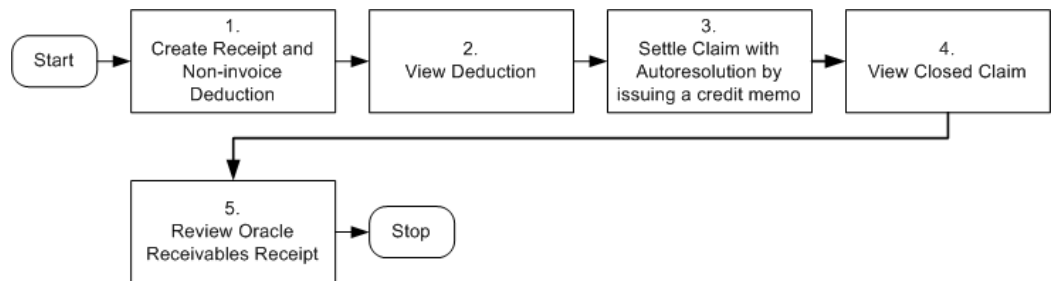 Start
1.
Create Receipt and
Non-invoice
Deduction
2.
View Deduction
3.
Settle Claim with
Autoresolution by
issuing a credit memo
4.
View Closed Claim
5.
Review Oracle
Receivables Receipt
Stop